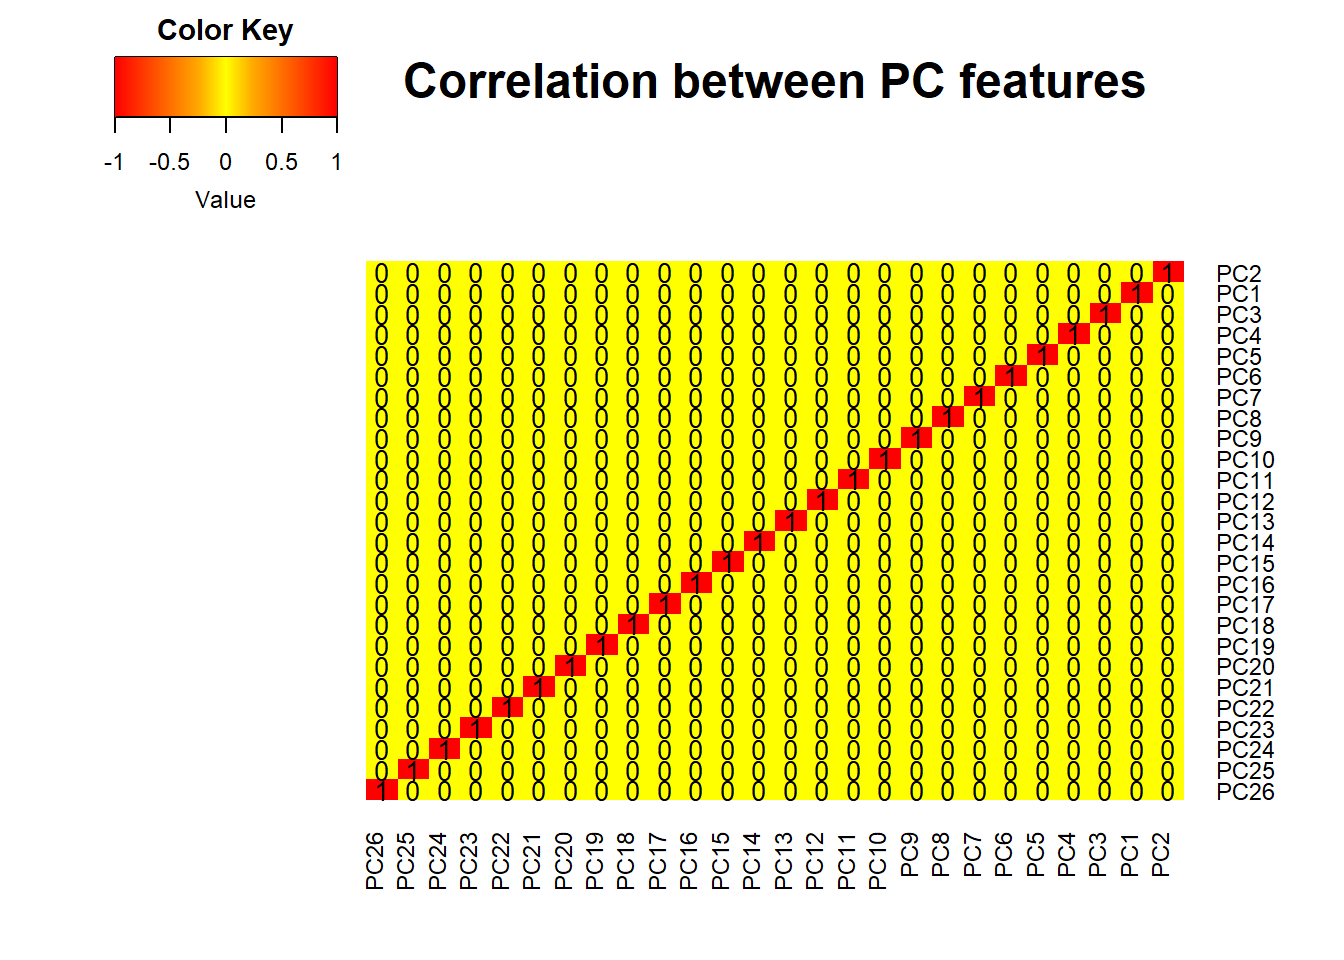 Color Key
Correlation between PC features
-1 -0.5 0 0.5 1
Value
0 0 0 0 0 0 0 0 0 0 0 0 0 0 0 0 0 0 0 0 0 0 0 0 0 1 PC2
0 0 0 0 0 0 0 0 0 0 0 0 0 0 0 0 0 0 0 0 0 0 0 0 1 0 PC1
0 0 0 0 0 0 0 0 0 0 0 0 0 0 0 0 0 0 0 0 0 0 0 1 0 0 PC3
0 0 0 0 0 0 0 0 0 0 0 0 0 0 0 0 0 0 0 0 0 0 1 0 0 0 PC4
0 0 0 0 0 0 0 0 0 0 0 0 0 0 0 0 0 0 0 0 0 1 0 0 0 0 PC5
0 0 0 0 0 0 0 0 0 0 0 0 0 0 0 0 0 0 0 0 1 0 0 0 0 0 PC6
0 0 0 0 0 0 0 0 0 0 0 0 0 0 0 0 0 0 0 1 0 0 0 0 0 0 PC7
0 0 0 0 0 0 0 0 0 0 0 0 0 0 0 0 0 0 1 0 0 0 0 0 0 0 PC8
0 0 0 0 0 0 0 0 0 0 0 0 0 0 0 0 0 1 0 0 0 0 0 0 0 0 PC9
0 0 0 0 0 0 0 0 0 0 0 0 0 0 0 0 1 0 0 0 0 0 0 0 0 0 PC10
0 0 0 0 0 0 0 0 0 0 0 0 0 0 0 1 0 0 0 0 0 0 0 0 0 0 PC11
0 0 0 0 0 0 0 0 0 0 0 0 0 0 1 0 0 0 0 0 0 0 0 0 0 0 PC12
0 0 0 0 0 0 0 0 0 0 0 0 0 1 0 0 0 0 0 0 0 0 0 0 0 0 PC13
0 0 0 0 0 0 0 0 0 0 0 0 1 0 0 0 0 0 0 0 0 0 0 0 0 0 PC14
0 0 0 0 0 0 0 0 0 0 0 1 0 0 0 0 0 0 0 0 0 0 0 0 0 0 PC15
0 0 0 0 0 0 0 0 0 0 1 0 0 0 0 0 0 0 0 0 0 0 0 0 0 0 PC16
0 0 0 0 0 0 0 0 0 1 0 0 0 0 0 0 0 0 0 0 0 0 0 0 0 0 PC17
0 0 0 0 0 0 0 0 1 0 0 0 0 0 0 0 0 0 0 0 0 0 0 0 0 0 PC18
0 0 0 0 0 0 0 1 0 0 0 0 0 0 0 0 0 0 0 0 0 0 0 0 0 0 PC19
0 0 0 0 0 0 1 0 0 0 0 0 0 0 0 0 0 0 0 0 0 0 0 0 0 0 PC20
0 0 0 0 0 1 0 0 0 0 0 0 0 0 0 0 0 0 0 0 0 0 0 0 0 0 PC21
0 0 0 0 1 0 0 0 0 0 0 0 0 0 0 0 0 0 0 0 0 0 0 0 0 0 PC22
0 0 0 1 0 0 0 0 0 0 0 0 0 0 0 0 0 0 0 0 0 0 0 0 0 0 PC23
0 0 1 0 0 0 0 0 0 0 0 0 0 0 0 0 0 0 0 0 0 0 0 0 0 0 PC24
0 1 0 0 0 0 0 0 0 0 0 0 0 0 0 0 0 0 0 0 0 0 0 0 0 0 PC25
1 0 0 0 0 0 0 0 0 0 0 0 0 0 0 0 0 0 0 0 0 0 0 0 0 0 PC26
PC26 PC25 PC24 PC23 PC22 PC21 PC20 PC19 PC18 PC17 PC16 PC15 PC14 PC13 PC12 PC11 PC10 PC9 PC8 PC7 PC6 PC5 PC4 PC3 PC1 PC2